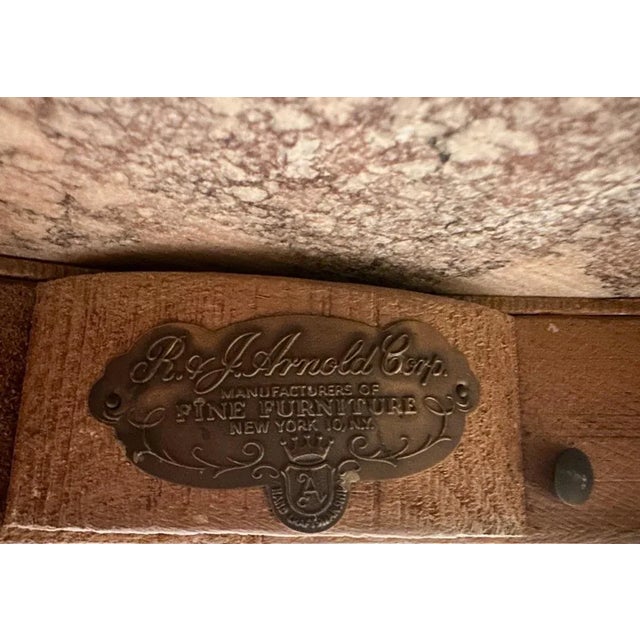 R. & J. Arnold Corp.
MANUFACTURERS OF
FINE FURNITURE
NEW YORK 10, N.Y.
A